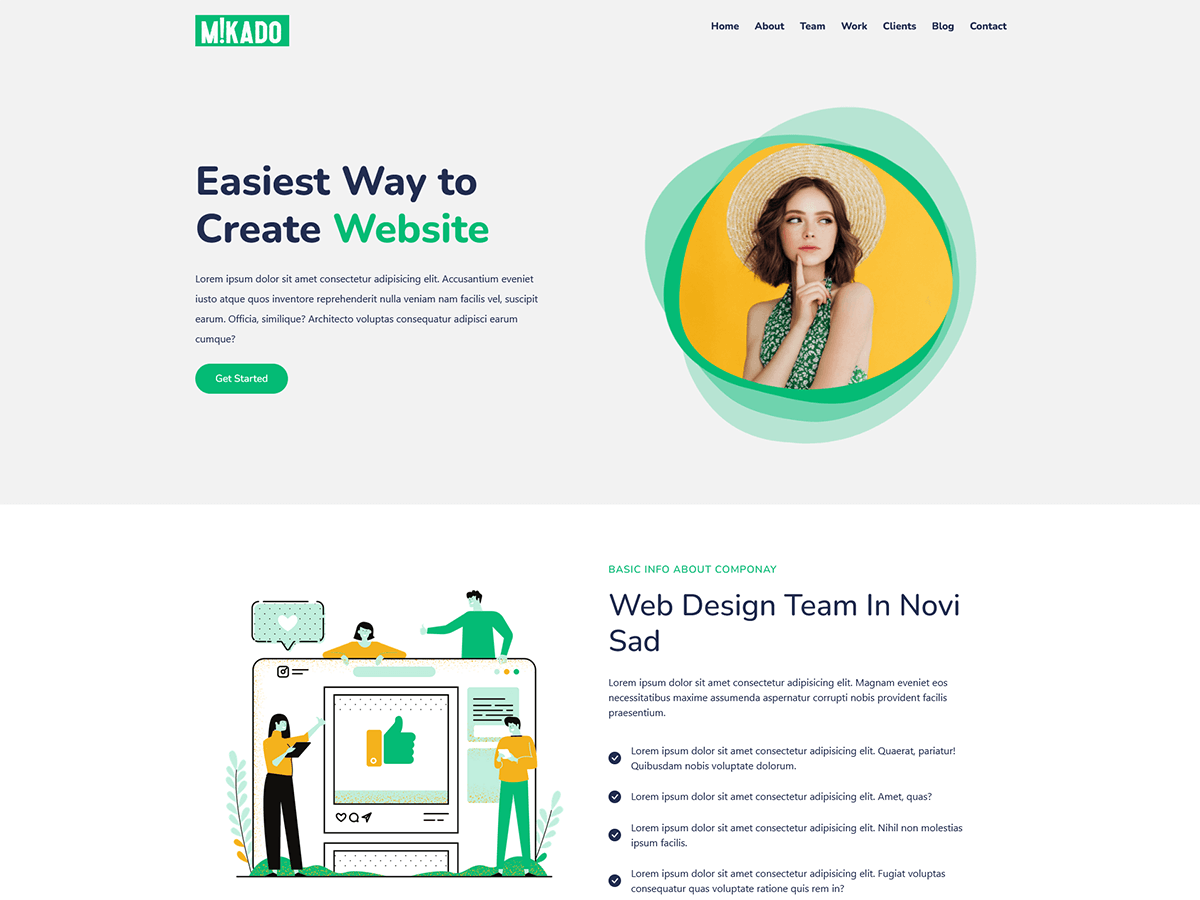 M!KADO
Home About Team Work Clients Blog Contact
Easiest Way to
Create Website
Lorem ipsum dolor sit amet consectetur adipisicing elit. Accusantium eveniet
iusto atque quos inventore reprehenderit nulla veniam nam facilis vel, suscipit
earum. Officia, similique? Architecto voluptas consequatur adipisci earum
cumque?
Get Started
BASIC INFO ABOUT COMPONAY
Web Design Team In Novi
Sad
Lorem ipsum dolor sit amet consectetur adipisicing elit. Magnam eveniet eos
necessitatibus maxime assumenda aspernatur corrupti nobis provident facilis
praesentium.
Lorem ipsum dolor sit amet consectetur adipisicing elit. Quaerat, pariatur!
Quibusdam nobis voluptate dolorum.
Lorem ipsum dolor sit amet consectetur adipisicing elit. Amet, quas?
Lorem ipsum dolor sit amet consectetur adipisicing elit. Nihil non molestias
ipsum facilis.
Lorem ipsum dolor sit amet consectetur adipisicing elit. Fugiat voluptas
consequatur quas voluptate ratione quis rem in?